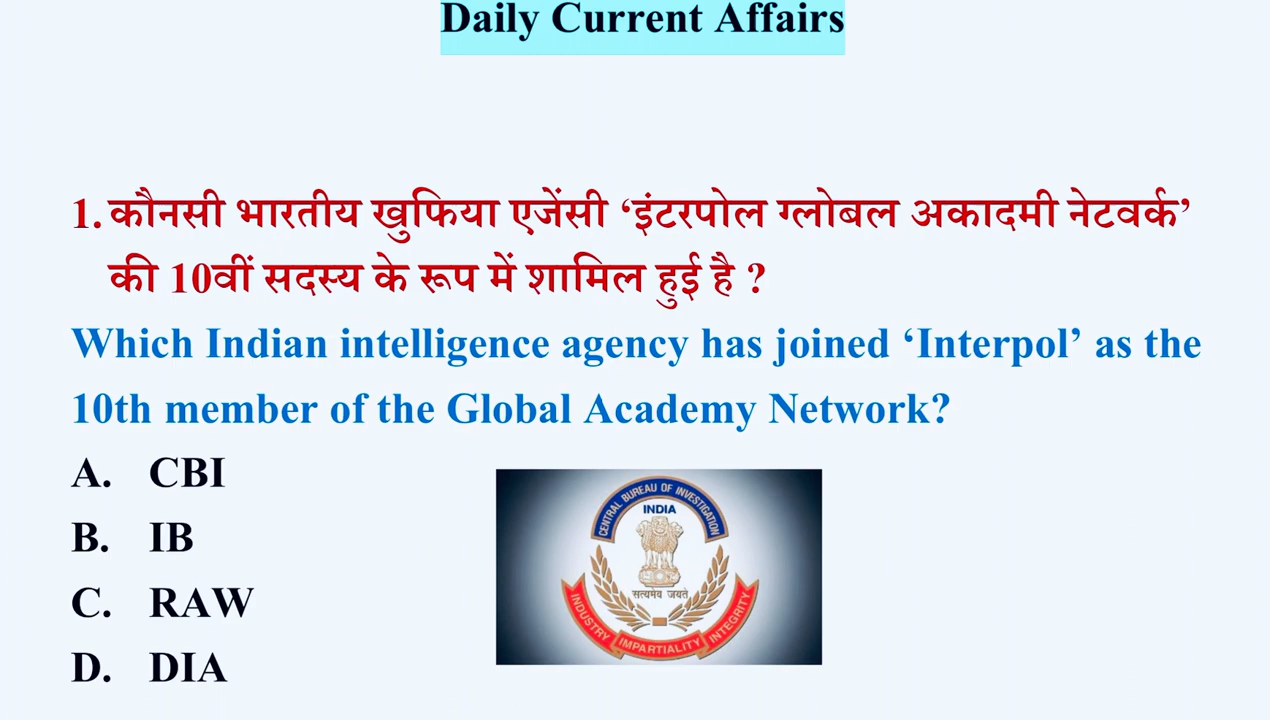 Daily Current Affairs
1. कौनसी भारतीय खुफिया एजेंसी ‘इंटरपोल ग्लोबल अकादमी नेटवर्क’
की 10वीं सदस्य के रूप में शामिल हुई है ?
Which Indian intelligence agency has joined ‘Interpol’ as the
10th member of the Global Academy Network?
A. CBI
B. IB
C. RAW
D. DIA
CENTRAL BUREAU OF INVESTIGATION
INDIA
सत्यमेव जयते
INDUSTRY IMPARTIALITY INTEGRITY